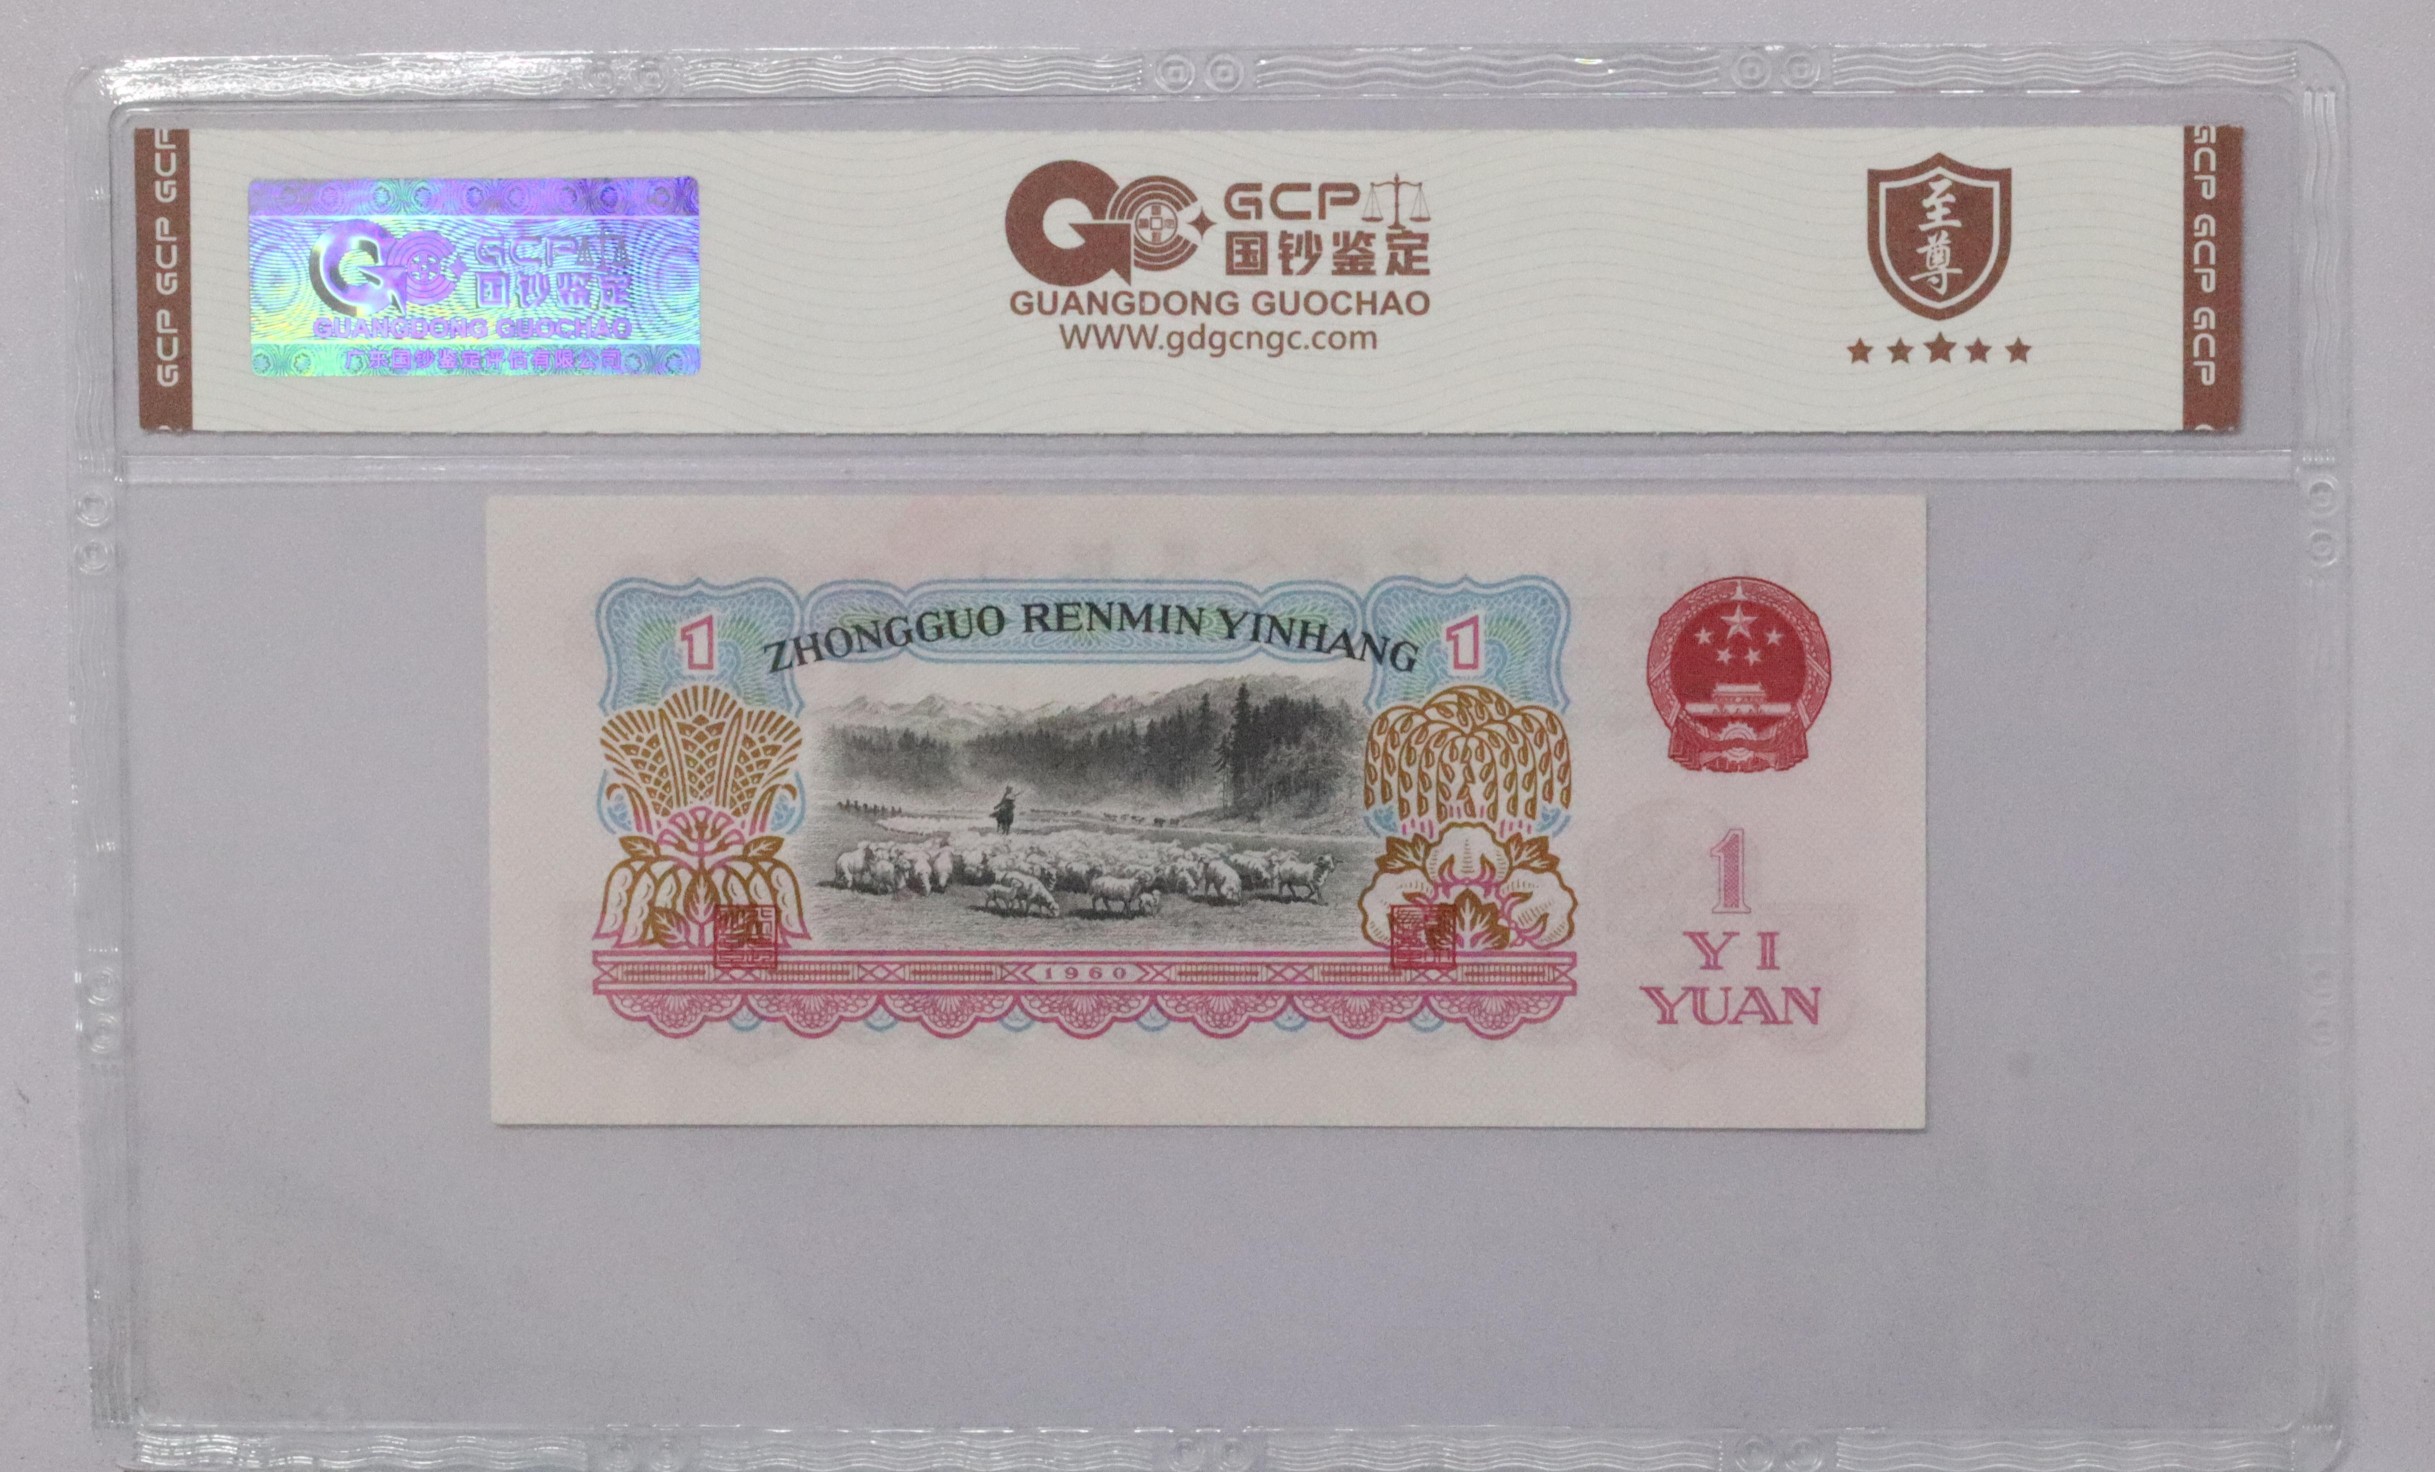 GCP GCP GCP
GCP
国钞鉴定
GUANGDONG GUOCHAO
广东国钞鉴定评估有限公司
GCP
国钞鉴定
GUANGDONG GUOCHAO
WWW.gdgcngc.com
至尊
GCP GCP GCP
1
ZHONGGUO RENMIN YINHANG
1
1960
1
YI
YUAN